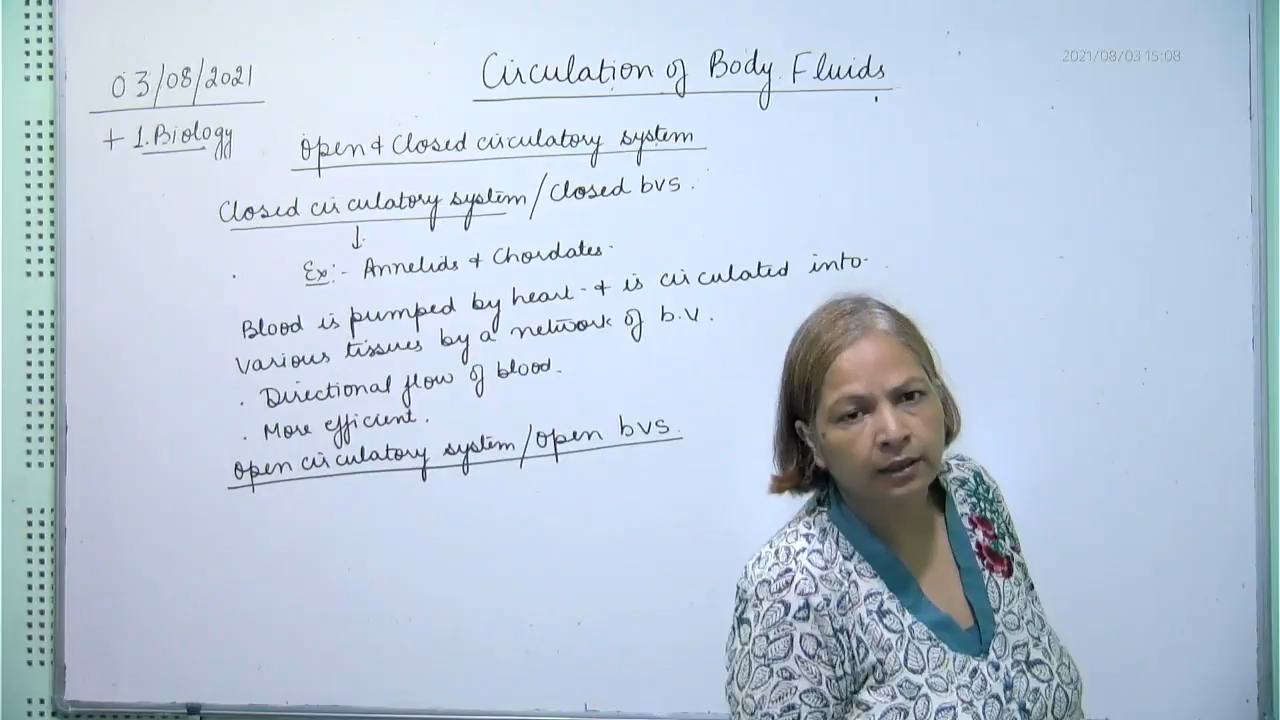 2021/08/03 15:08
03/08/2021
Circulation of Body Fluids
+ 1. Biology
Open & Closed circulatory system
Closed circulatory system / Closed bvs.
Ex:- Annelids & Chordates.
Blood is pumped by heart & is circulated into
various tissues by a network of b.v.
. Directional flow of blood.
. More efficient.
Open circulatory system / open bvs.